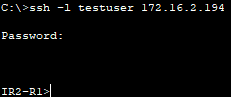 C:\>ssh -l testuser 172.16.2.194
Password:
IR2-R1>